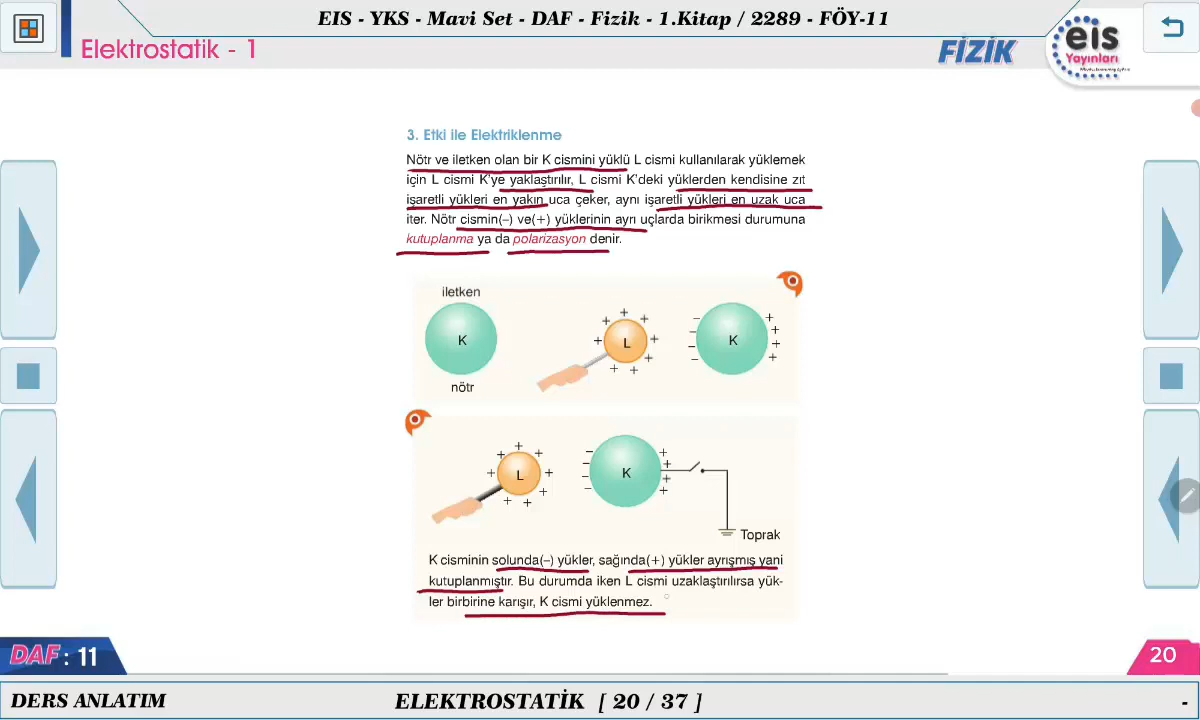 EIS - YKS - Mavi Set - DAF - Fizik - 1.Kitap / 2289 - FÖY-11
Elektrostatik - 1
FİZİK
eis
Yayınları
3. Etki ile Elektriklenme
Nötr ve iletken olan bir K cismini yüklü L cismi kullanılarak yüklemek
için L cismi K'ye yaklaştırılır, L cismi K'deki yüklerden kendisine zıt
işaretli yükleri en yakın uca çeker, aynı işaretli yükleri en uzak uca
iter. Nötr cismin(–) ve(+) yüklerinin ayrı uçlarda birikmesi durumuna
kutuplanma ya da polarizasyon denir.
iletken
K
nötr
L
K
L
K
Toprak
K cisminin solunda(–) yükler, sağında(+) yükler ayrışmış yani
kutuplanmıştır. Bu durumda iken L cismi uzaklaştırılırsa yük-
ler birbirine karışır, K cismi yüklenmez.
DAF : 11
20
DERS ANLATIM
ELEKTROSTATİK [ 20 / 37 ]
-